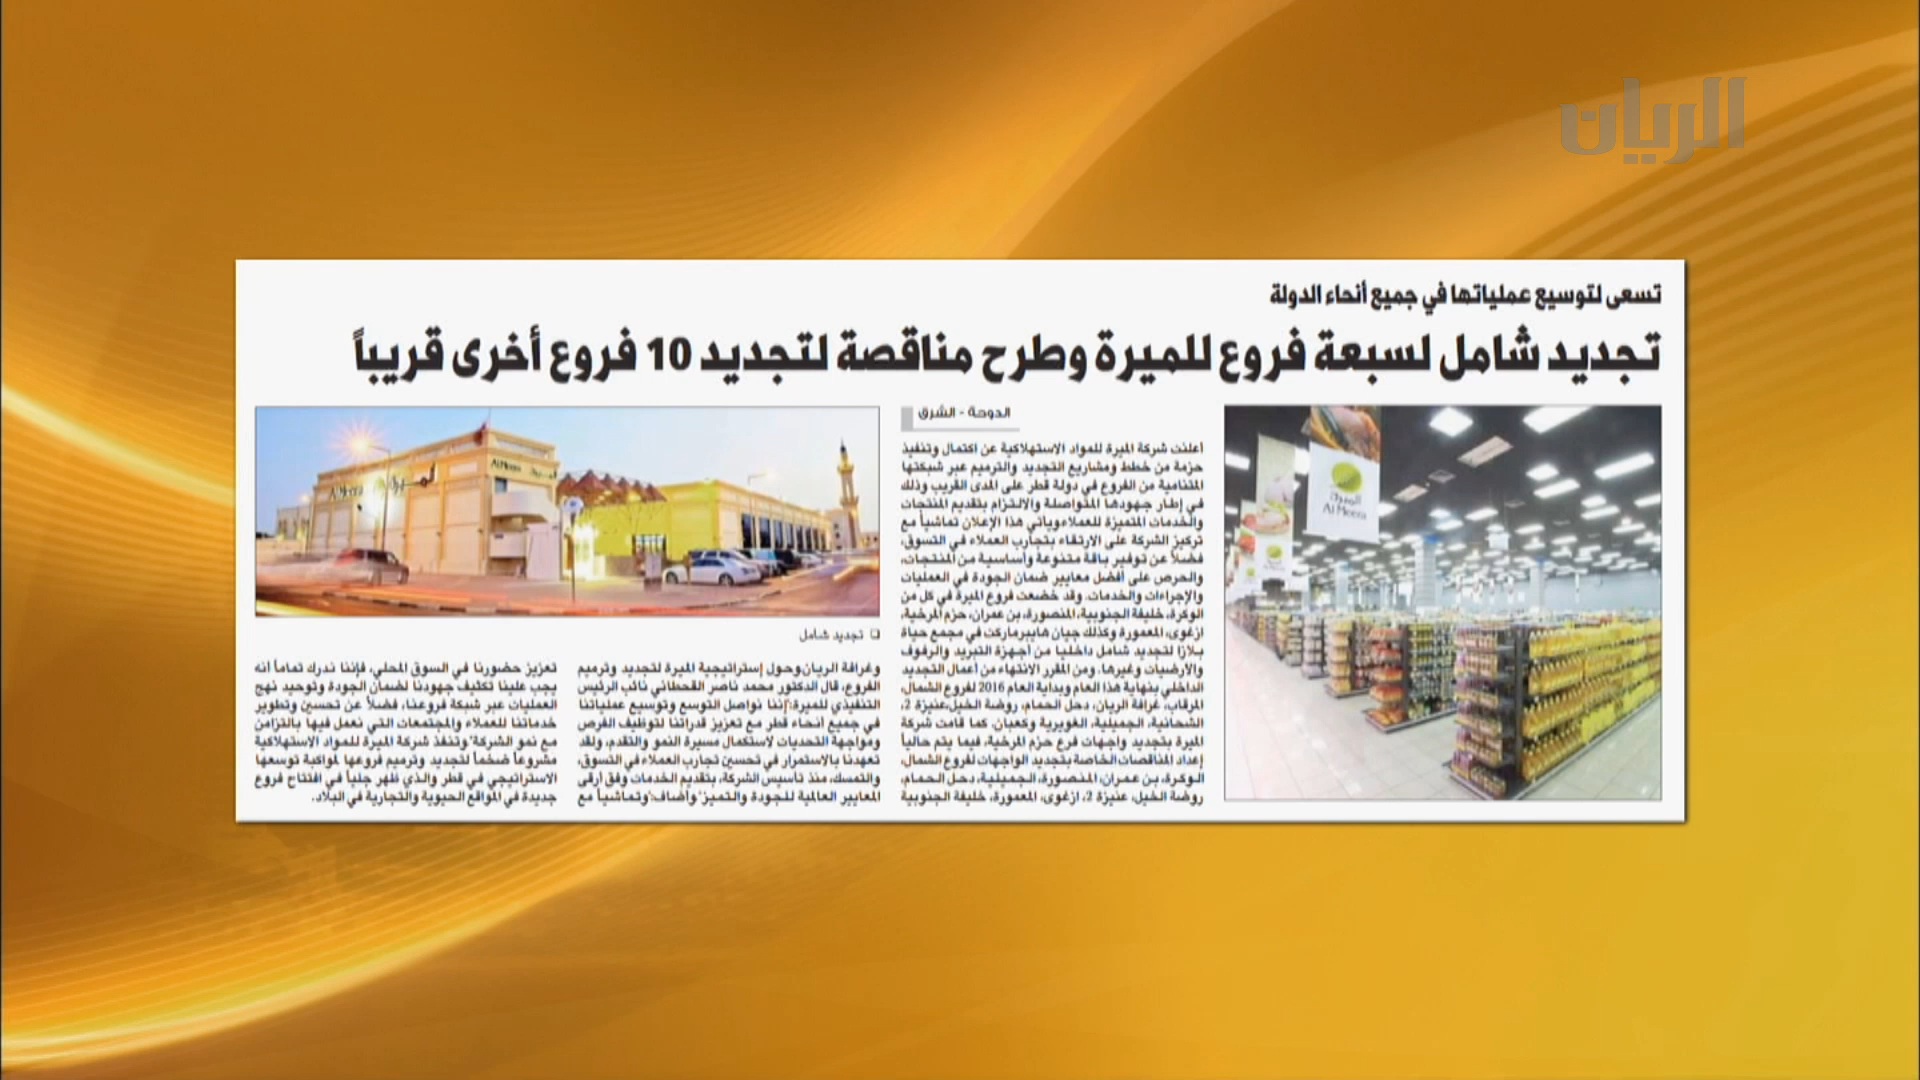 الريان
تسعى لتوسيع عملياتها في جميع أنحاء الدولة
تجديد شامل لسبعة فروع للميرة وطرح مناقصة لتجديد 10 فروع أخرى قريباً
الدوحة - الشرق
أعلنت شركة الميرة للمواد الاستهلاكية عن اكتمال وتنفيذ
حزمة من خطط ومشاريع التجديد والترميم عبر شبكتها
المتنامية من الفروع في دولة قطر على المدى القريب وذلك
في إطار جهودها المتواصلة والالتزام بتقديم المنتجات
والخدمات المتميزة للعملاءوياتي هذا الإعلان تماشياً مع
تركيز الشركة على الارتقاء بتجارب العملاء في التسوق،
فضلاً عن توفير باقة متنوعة وأساسية من المنتجات،
والحرص على أفضل معايير ضمان الجودة في العمليات
والإجراءات والخدمات. وقد خضعت فروع الميرة في كل من
الوكرة، خليفة الجنوبية، المنصورة، بن عمران، حزم المرخية،
ازغوى، المعمورة وكذلك جيان هايبرماركت في مجمع حياة
بلازا لتجديد شامل داخليا من أجهزة التبريد والرفوف
والارضيات وغيرها. ومن المقرر الانتهاء من أعمال التجديد
الداخلي بنهاية هذا العام وبداية العام 2016 لفروع الشمال،
المرقاب، غرافة الريان، دحل الحمام، روضة الخيل،عنيزة 2،
الشحانية، الجميلية، الغويرية وكعبان. كما قامت شركة
الميرة بتجديد واجهات فرع حزم المرخية، فيما يتم حالياً
إعداد المناقصات الخاصة بتجديد الواجهات لفروع الشمال،
الوكرة، بن عمران، المنصورة، الجميلية، دحل الحمام،
روضة الخيل، عنيزة 2، ازغوى، المعمورة، خليفة الجنوبية
تجديد شامل
وغرافة الريان.وحول إستراتيجية الميرة لتجديد وترميم
الفروع، قال الدكتور محمد ناصر القحطاني نائب الرئيس
التنفيذي للميرة:"إننا نواصل التوسع وتوسيع عملياتنا
في جميع أنحاء قطر مع تعزيز قدراتنا لتوظيف الفرص
ومواجهة التحديات لاستكمال مسيرة النمو والتقدم، ولقد
تعهدنا بالاستمرار في تحسين تجارب العملاء في التسوق،
والتمسك، منذ تأسيس الشركة، بتقديم الخدمات وفق أرقى
المعايير العالمية للجودة والتميز" وأضاف:"وتماشياً مع
تعزيز حضورنا في السوق المحلي، فإننا ندرك تماماً أنه
يجب علينا تكثيف جهودنا لضمان الجودة وتوحيد نهج
العمليات عبر شبكة فروعنا، فضلاً عن تحسين وتطوير
خدماتنا للعملاء والمجتمعات التي نعمل فيها بالتزامن
مع نمو الشركة".وتنفذ شركة الميرة للمواد الاستهلاكية
مشروعاً ضخماً لتجديد وترميم فروعها لمواكبة توسعها
الاستراتيجي في قطر والذي ظهر جلياً في افتتاح فروع
جديدة في المواقع الحيوية والتجارية في البلاد.
الميرة
Al Meera
Al Meera
Al Meera